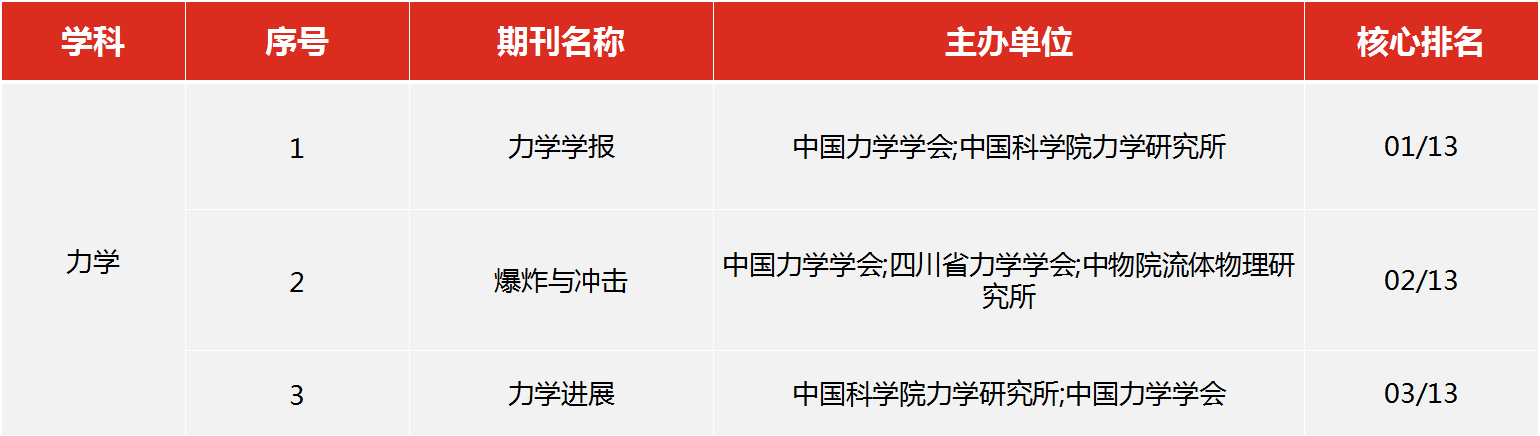 学科 序号 期刊名称 主办单位 核心排名
力学
1 力学学报 中国力学学会;中国科学院力学研究所 01/13
2 爆炸与冲击 中国力学学会;四川省力学学会;中物院流体物理研
究所 02/13
3 力学进展 中国科学院力学研究所;中国力学学会 03/13